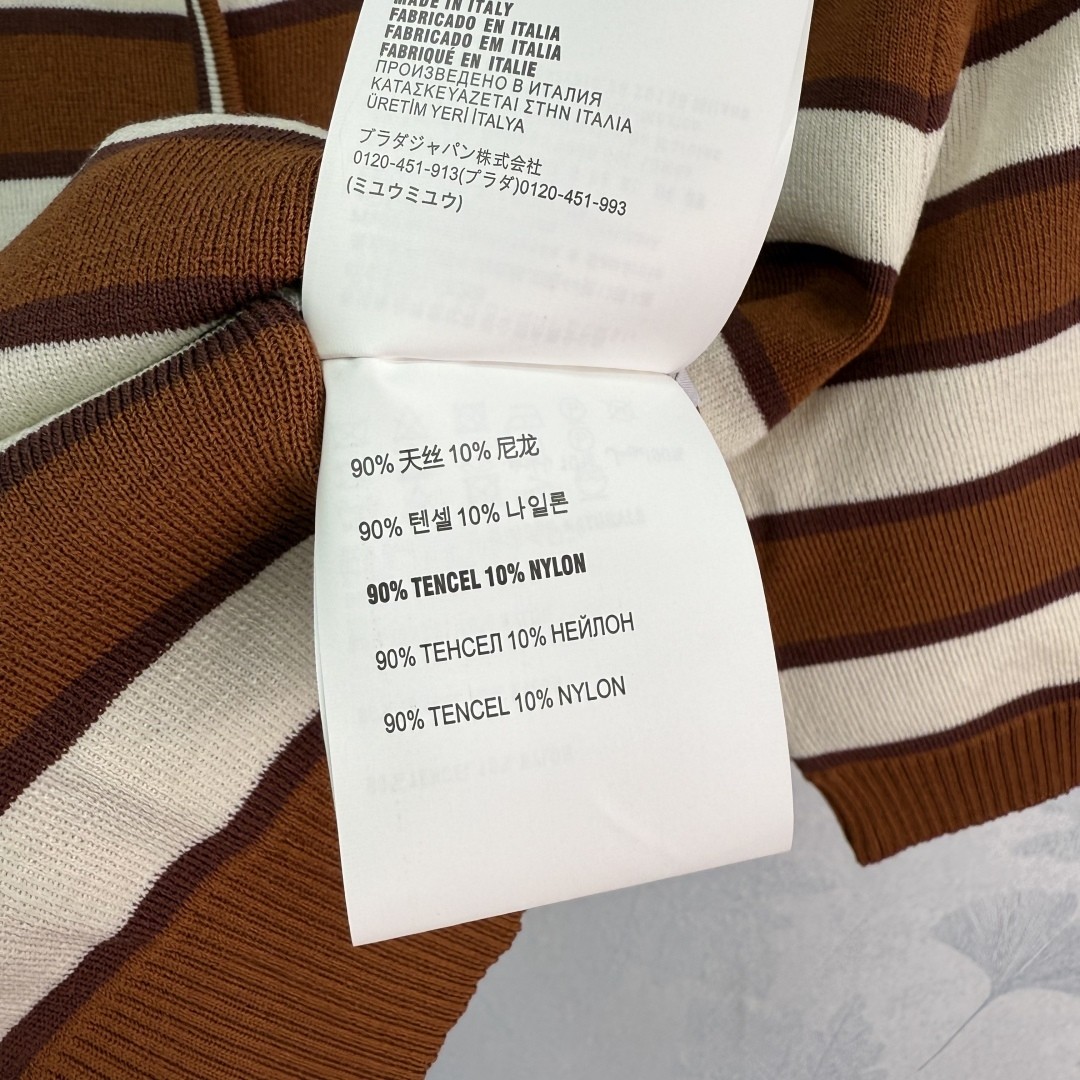 MADE IN ITALY
FABRICADO EN ITALIA
FABRICADO EM ITALIA
FABRIQUÉ EN ITALIE
ПРОИЗВЕДЕНО В ИТАЛИЯ
ΚΑΤΑΣΚΕΥΑΖΕΤΑΙ ΣΤΗΝ ΙΤΑΛΙΑ
ÜRETİM YERİ İTALYA
ブラダジャパン株式会社
0120-451-913(プラダ)0120-451-993
(ミユウミユウ)
90% 天丝 10% 尼龙
90% 텐셀 10% 나일론
90% TENCEL 10% NYLON
90% ТЕНСЕЛ 10% НЕЙЛОН
90% TENCEL 10% NYLON